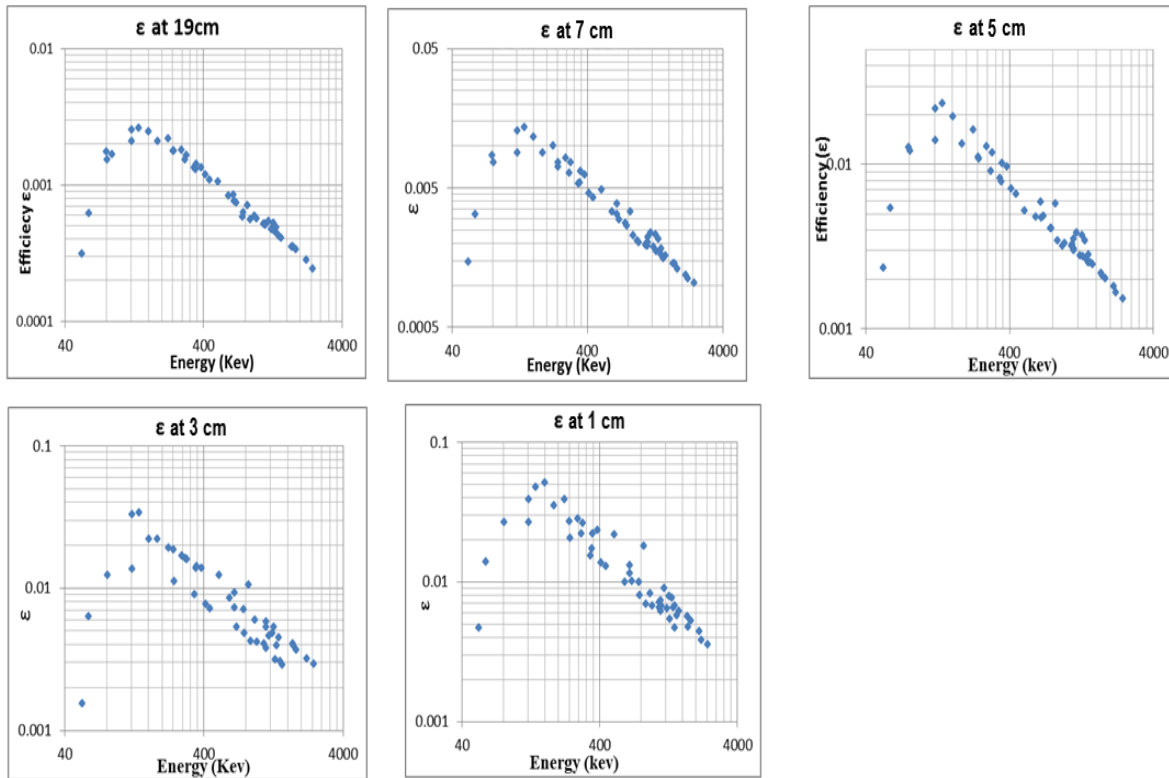 ε at 19cm
0.01
0.001
0.0001
Efficiecy ε
40
400
4000
Energy (Kev)
ε at 7 cm
0.05
0.005
0.0005
ε
40
400
4000
Energy (Kev)
ε at 5 cm
0.01
0.001
Efficiency (ε)
40
400
4000
Energy (kev)
ε at 3 cm
0.1
0.01
0.001
ε
40
400
4000
Energy (Kev)
ε at 1 cm
0.1
0.01
0.001
ε
40
400
4000
Energy (kev)